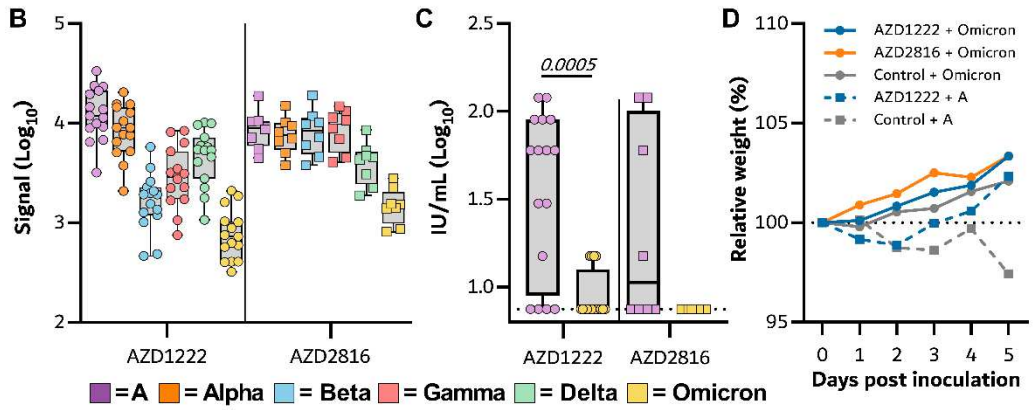 B
5
4
3
2
Signal (Log10)
AZD1222
AZD2816
C
2.0
1.5
1.0
IU/mL (Log10)
0.0005
AZD1222
AZD2816
D
110
105
100
95
Relative weight (%)
AZD1222 + Omicron
AZD2816 + Omicron
Control + Omicron
AZD1222 + A
Control + A
0 1 2 3 4 5
Days post inoculation
=A =Alpha = Beta =Gamma = Delta = Omicron